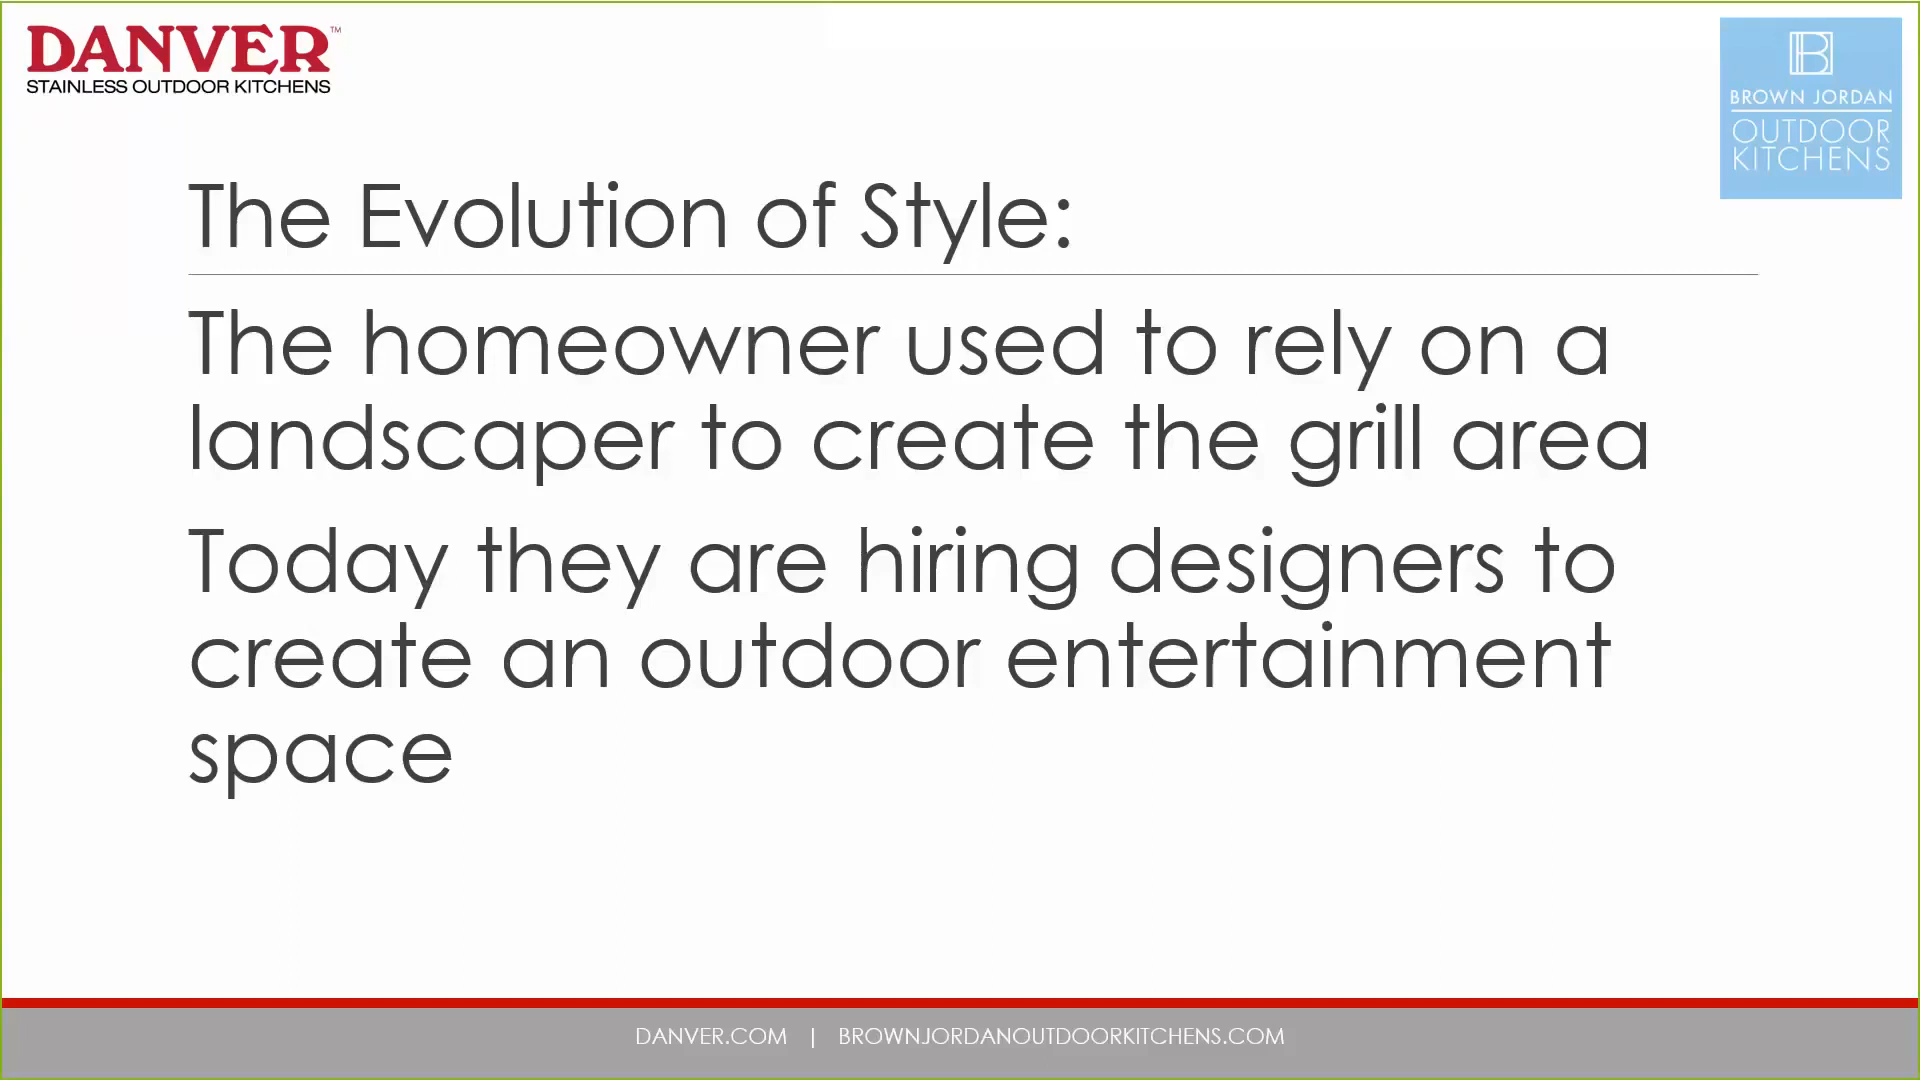 DANVER™
STAINLESS OUTDOOR KITCHENS
B
BROWN JORDAN
OUTDOOR
KITCHENS
The Evolution of Style:
The homeowner used to rely on a
landscaper to create the grill area
Today they are hiring designers to
create an outdoor entertainment
space
DANVER.COM | BROWNJORDANOUTDOORKITCHENS.COM